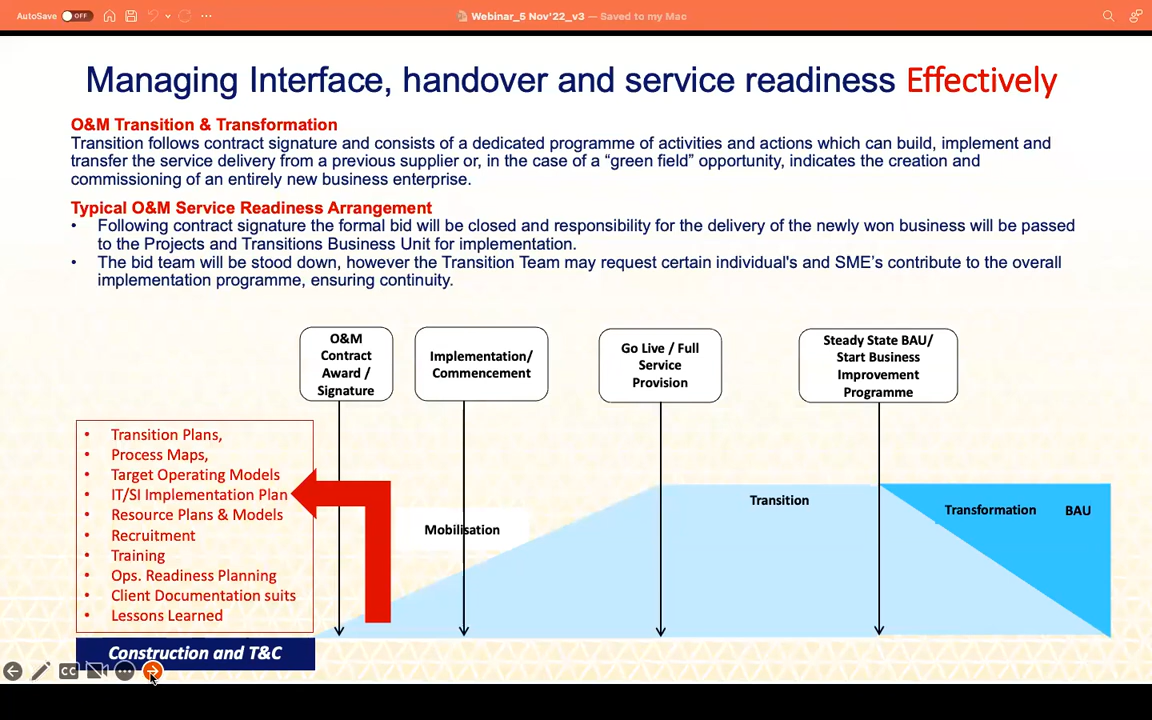 AutoSave OFF
Webinar_5 Nov'22_v3 — Saved to my Mac
Managing Interface, handover and service readiness Effectively
O&M Transition & Transformation
Transition follows contract signature and consists of a dedicated programme of activities and actions which can build, implement and
transfer the service delivery from a previous supplier or, in the case of a “green field” opportunity, indicates the creation and
commissioning of an entirely new business enterprise.
Typical O&M Service Readiness Arrangement
• Following contract signature the formal bid will be closed and responsibility for the delivery of the newly won business will be passed
to the Projects and Transitions Business Unit for implementation.
• The bid team will be stood down, however the Transition Team may request certain individual's and SME’s contribute to the overall
implementation programme, ensuring continuity.
O&M
Contract
Award /
Signature
Implementation/
Commencement
Go Live / Full
Service
Provision
Steady State BAU/
Start Business
Improvement
Programme
• Transition Plans,
• Process Maps,
• Target Operating Models
• IT/SI Implementation Plan
• Resource Plans & Models
• Recruitment
• Training
• Ops. Readiness Planning
• Client Documentation suits
• Lessons Learned
Mobilisation
Transition
Transformation
BAU
Construction and T&C
CC